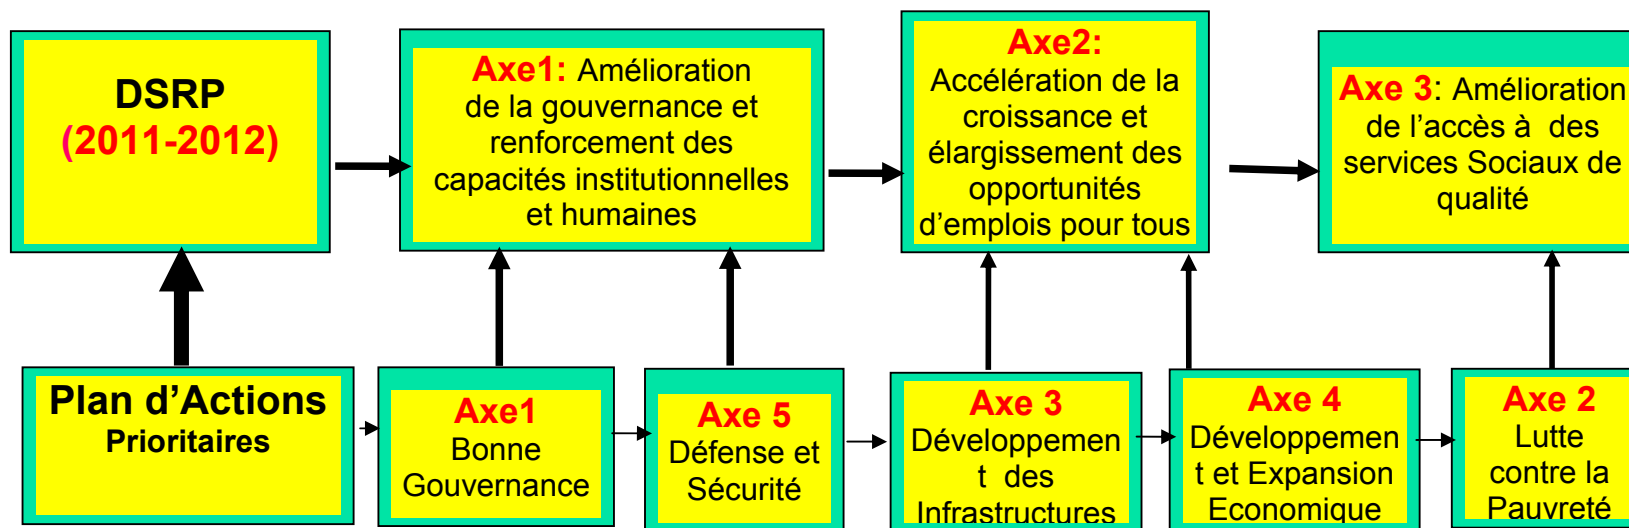 DSRP
(2011-2012)
Axe1: Amélioration
de la gouvernance et
renforcement des
capacités institutionnelles
et humaines
Axe2:
Accélération de la
croissance et
élargissement des
opportunités
d’emplois pour tous
Axe 3: Amélioration
de l’accès à des
services Sociaux de
qualité
Plan d’Actions
Prioritaires
Axe1
Bonne
Gouvernance
Axe 5
Défense et
Sécurité
Axe 3
Développemen
t des
Infrastructures
Axe 4
Développemen
t et Expansion
Economique
Axe 2
Lutte
contre la
Pauvreté